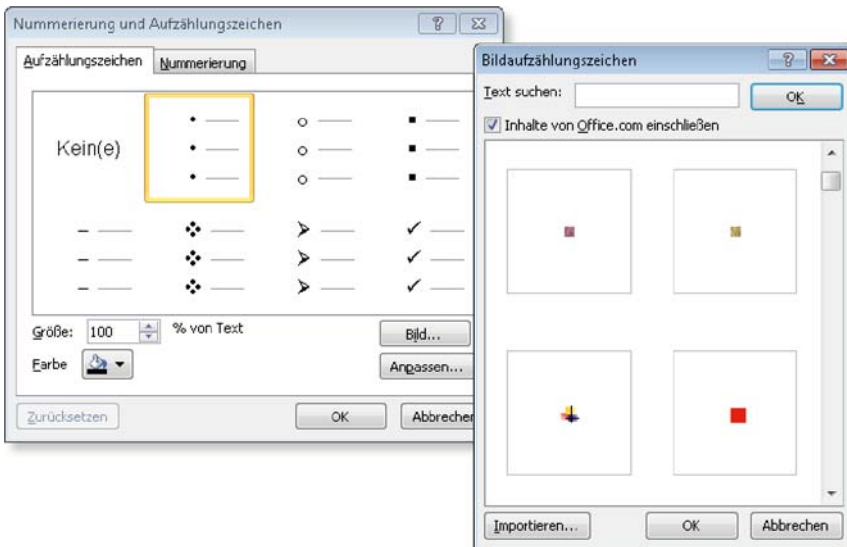 Nummerierung und Aufzählungszeichen
Aufzählungszeichen Nummerierung
Kein(e)
Größe: 100 % von Text
Bild...
Farbe
Anpassen...
Zurücksetzen OK Abbrechen
Bildaufzählungszeichen
Text suchen: OK
Inhalte von Office.com einschließen
Importieren... OK Abbrechen